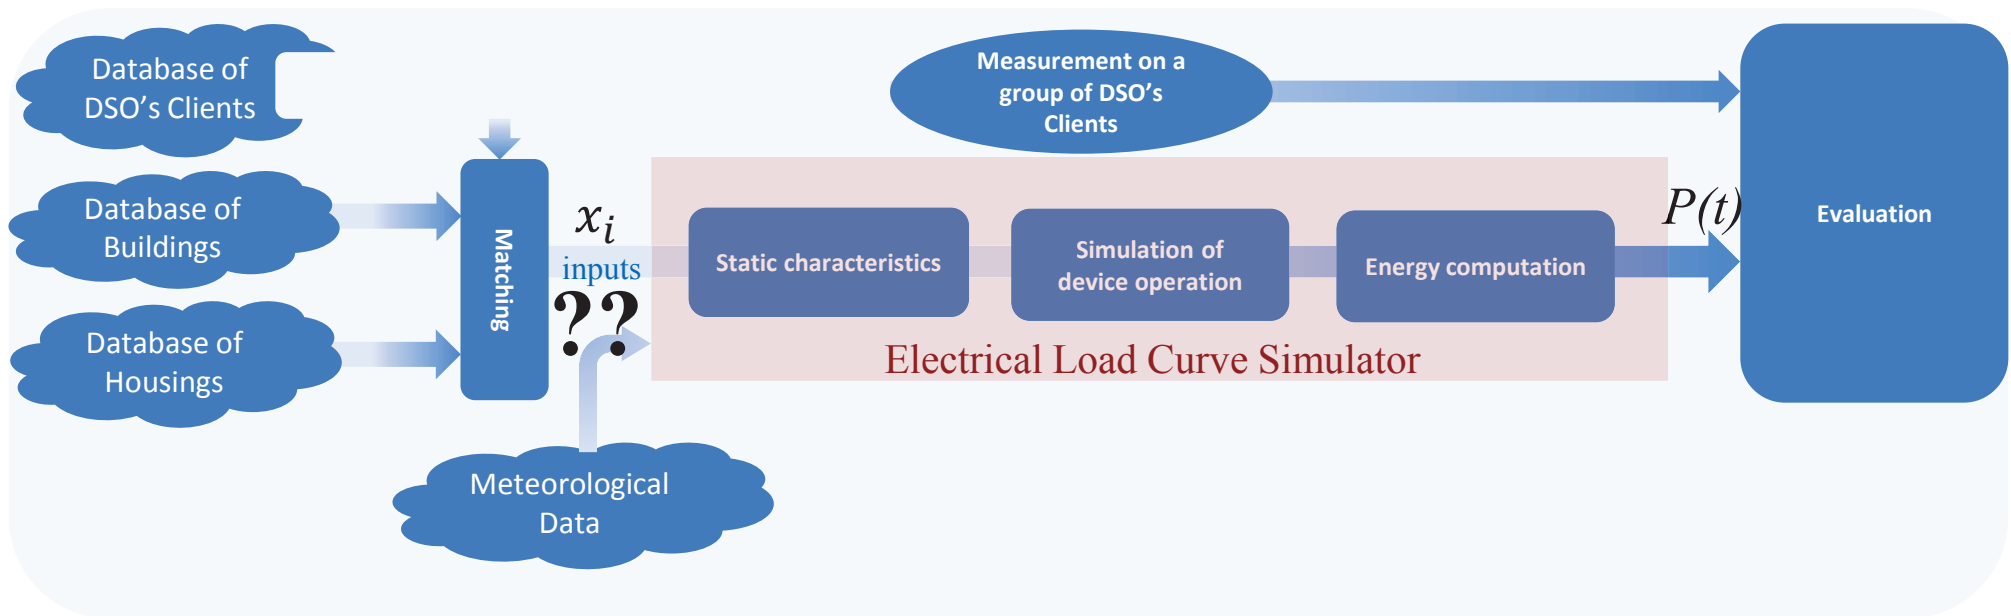 Database of
DSO's Clients
Measurement on a
group of DSO's
Clients
Database of
Buildings
Matching
x_i
inputs
??
Static characteristics
Simulation of
device operation
Energy computation
P(t)
Evaluation
Electrical Load Curve Simulator
Database of
Housings
Meteorological
Data